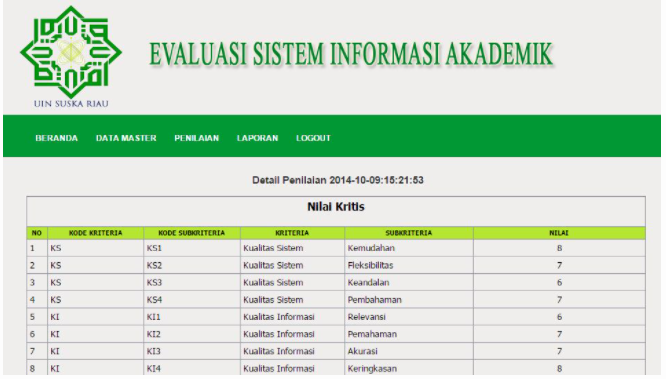 UIN SUSKA RIAU
EVALUASI SISTEM INFORMASI AKADEMIK
BERANDA DATA MASTER PENILAIAN LAPORAN LOGOUT
Detail Penilaian 2014-10-09:15:21:53
Nilai Kritis
NO KODE KRITERIA KODE SUBKRITERIA KRITERIA SUBKRITERIA NILAI
1 KS KS1 Kualitas Sistem Kemudahan 8
2 KS KS2 Kualitas Sistem Fleksibilitas 7
3 KS KS3 Kualitas Sistem Keandalan 6
4 KS KS4 Kualitas Sistem Pembahaman 7
5 KI KI1 Kualitas Informasi Relevansi 6
6 KI KI2 Kualitas Informasi Pemahaman 7
7 KI KI3 Kualitas Informasi Akurasi 7
8 KI KI4 Kualitas Informasi Keringkasan 8